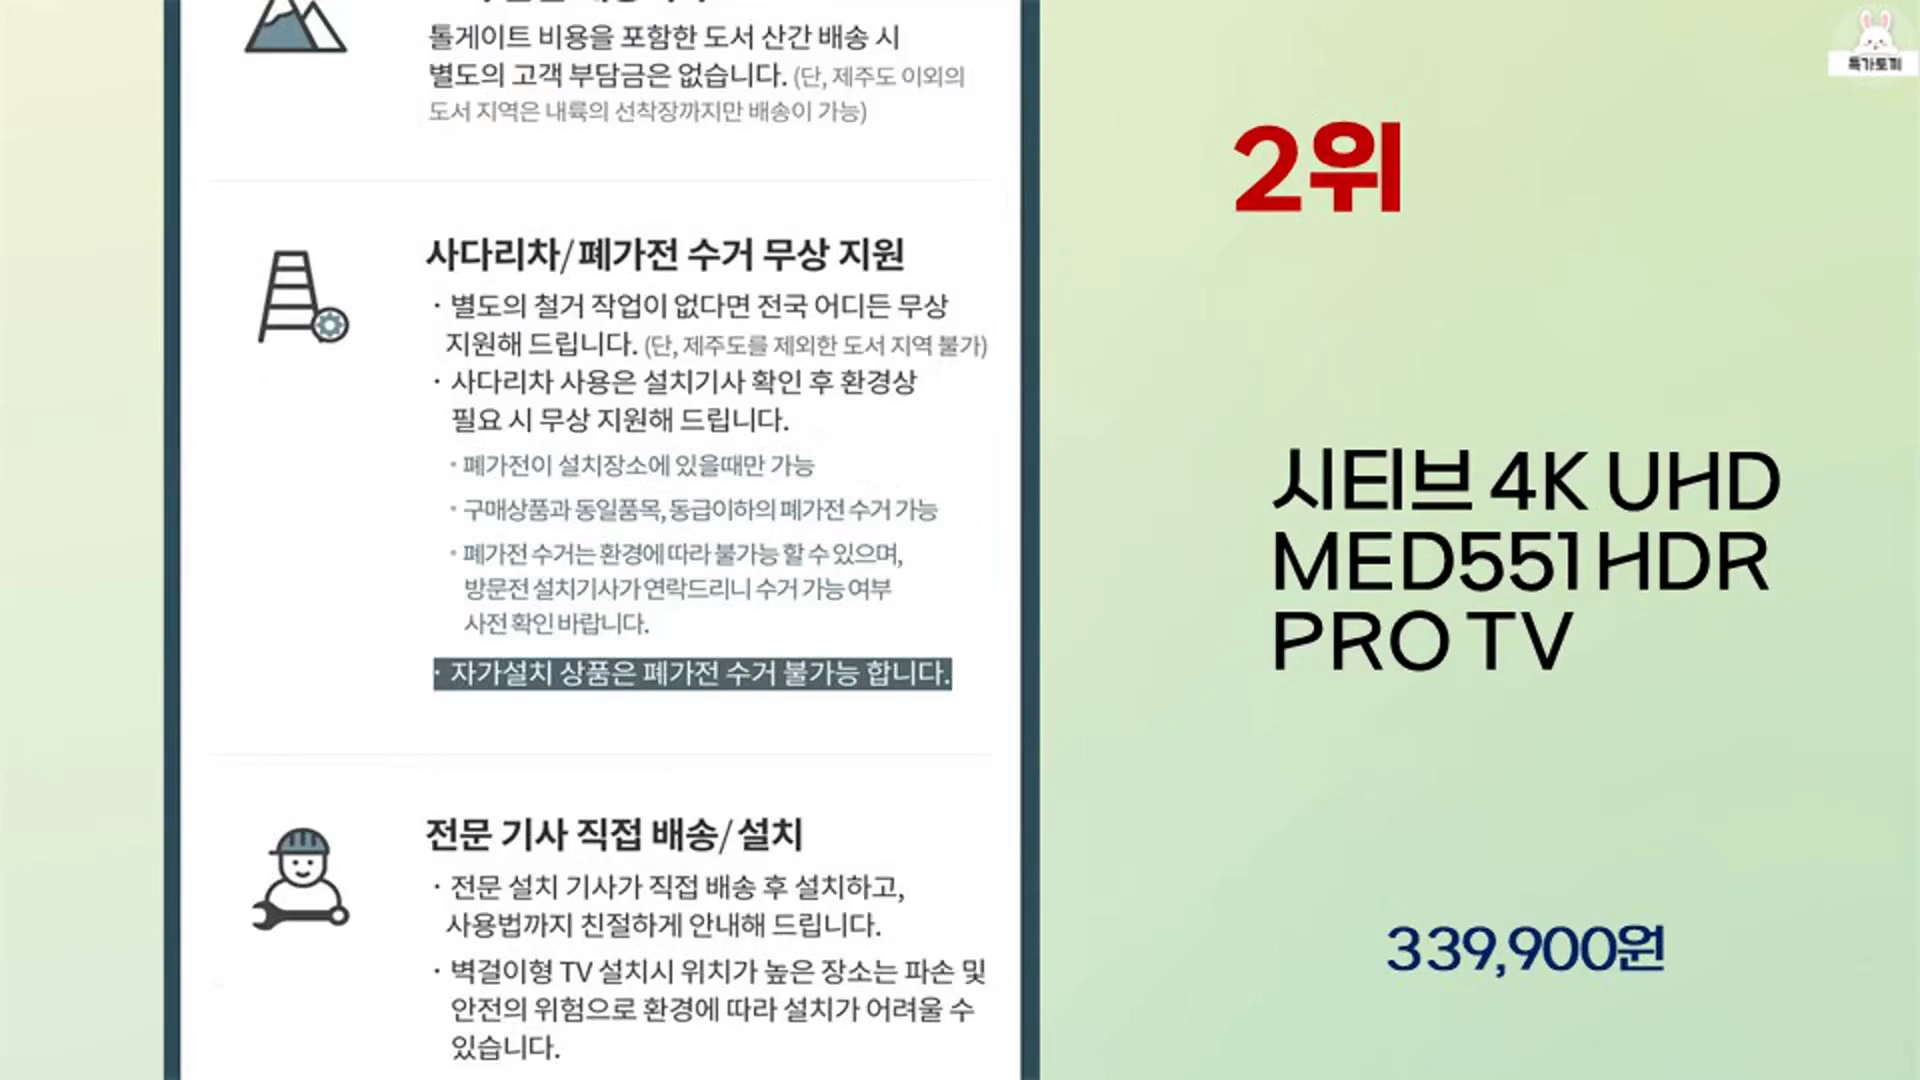 톨게이트 비용을 포함한 도서 산간 배송 시
별도의 고객 부담금은 없습니다. (단, 제주도 이외의
도서 지역은 내륙의 선착장까지만 배송이 가능)
사다리차/폐가전 수거 무상 지원
· 별도의 철거 작업이 없다면 전국 어디든 무상
지원해 드립니다. (단, 제주도를 제외한 도서 지역 불가)
· 사다리차 사용은 설치기사 확인 후 환경상
필요 시 무상 지원해 드립니다.
• 폐가전이 설치장소에 있을때만 가능
• 구매상품과 동일품목, 동급이하의 폐가전 수거 가능
• 폐가전 수거는 환경에 따라 불가능 할 수 있으며,
방문전 설치기사가 연락드리니 수거 가능 여부
사전 확인 바랍니다.
· 자가설치 상품은 폐가전 수거 불가능 합니다.
전문 기사 직접 배송/설치
· 전문 설치 기사가 직접 배송 후 설치하고,
사용법까지 친절하게 안내해 드립니다.
· 벽걸이형 TV 설치시 위치가 높은 장소는 파손 및
안전의 위험으로 환경에 따라 설치가 어려울 수
있습니다.
특가토끼
2위
시티브 4K UHD
MED551 HDR
PRO TV
339,900원